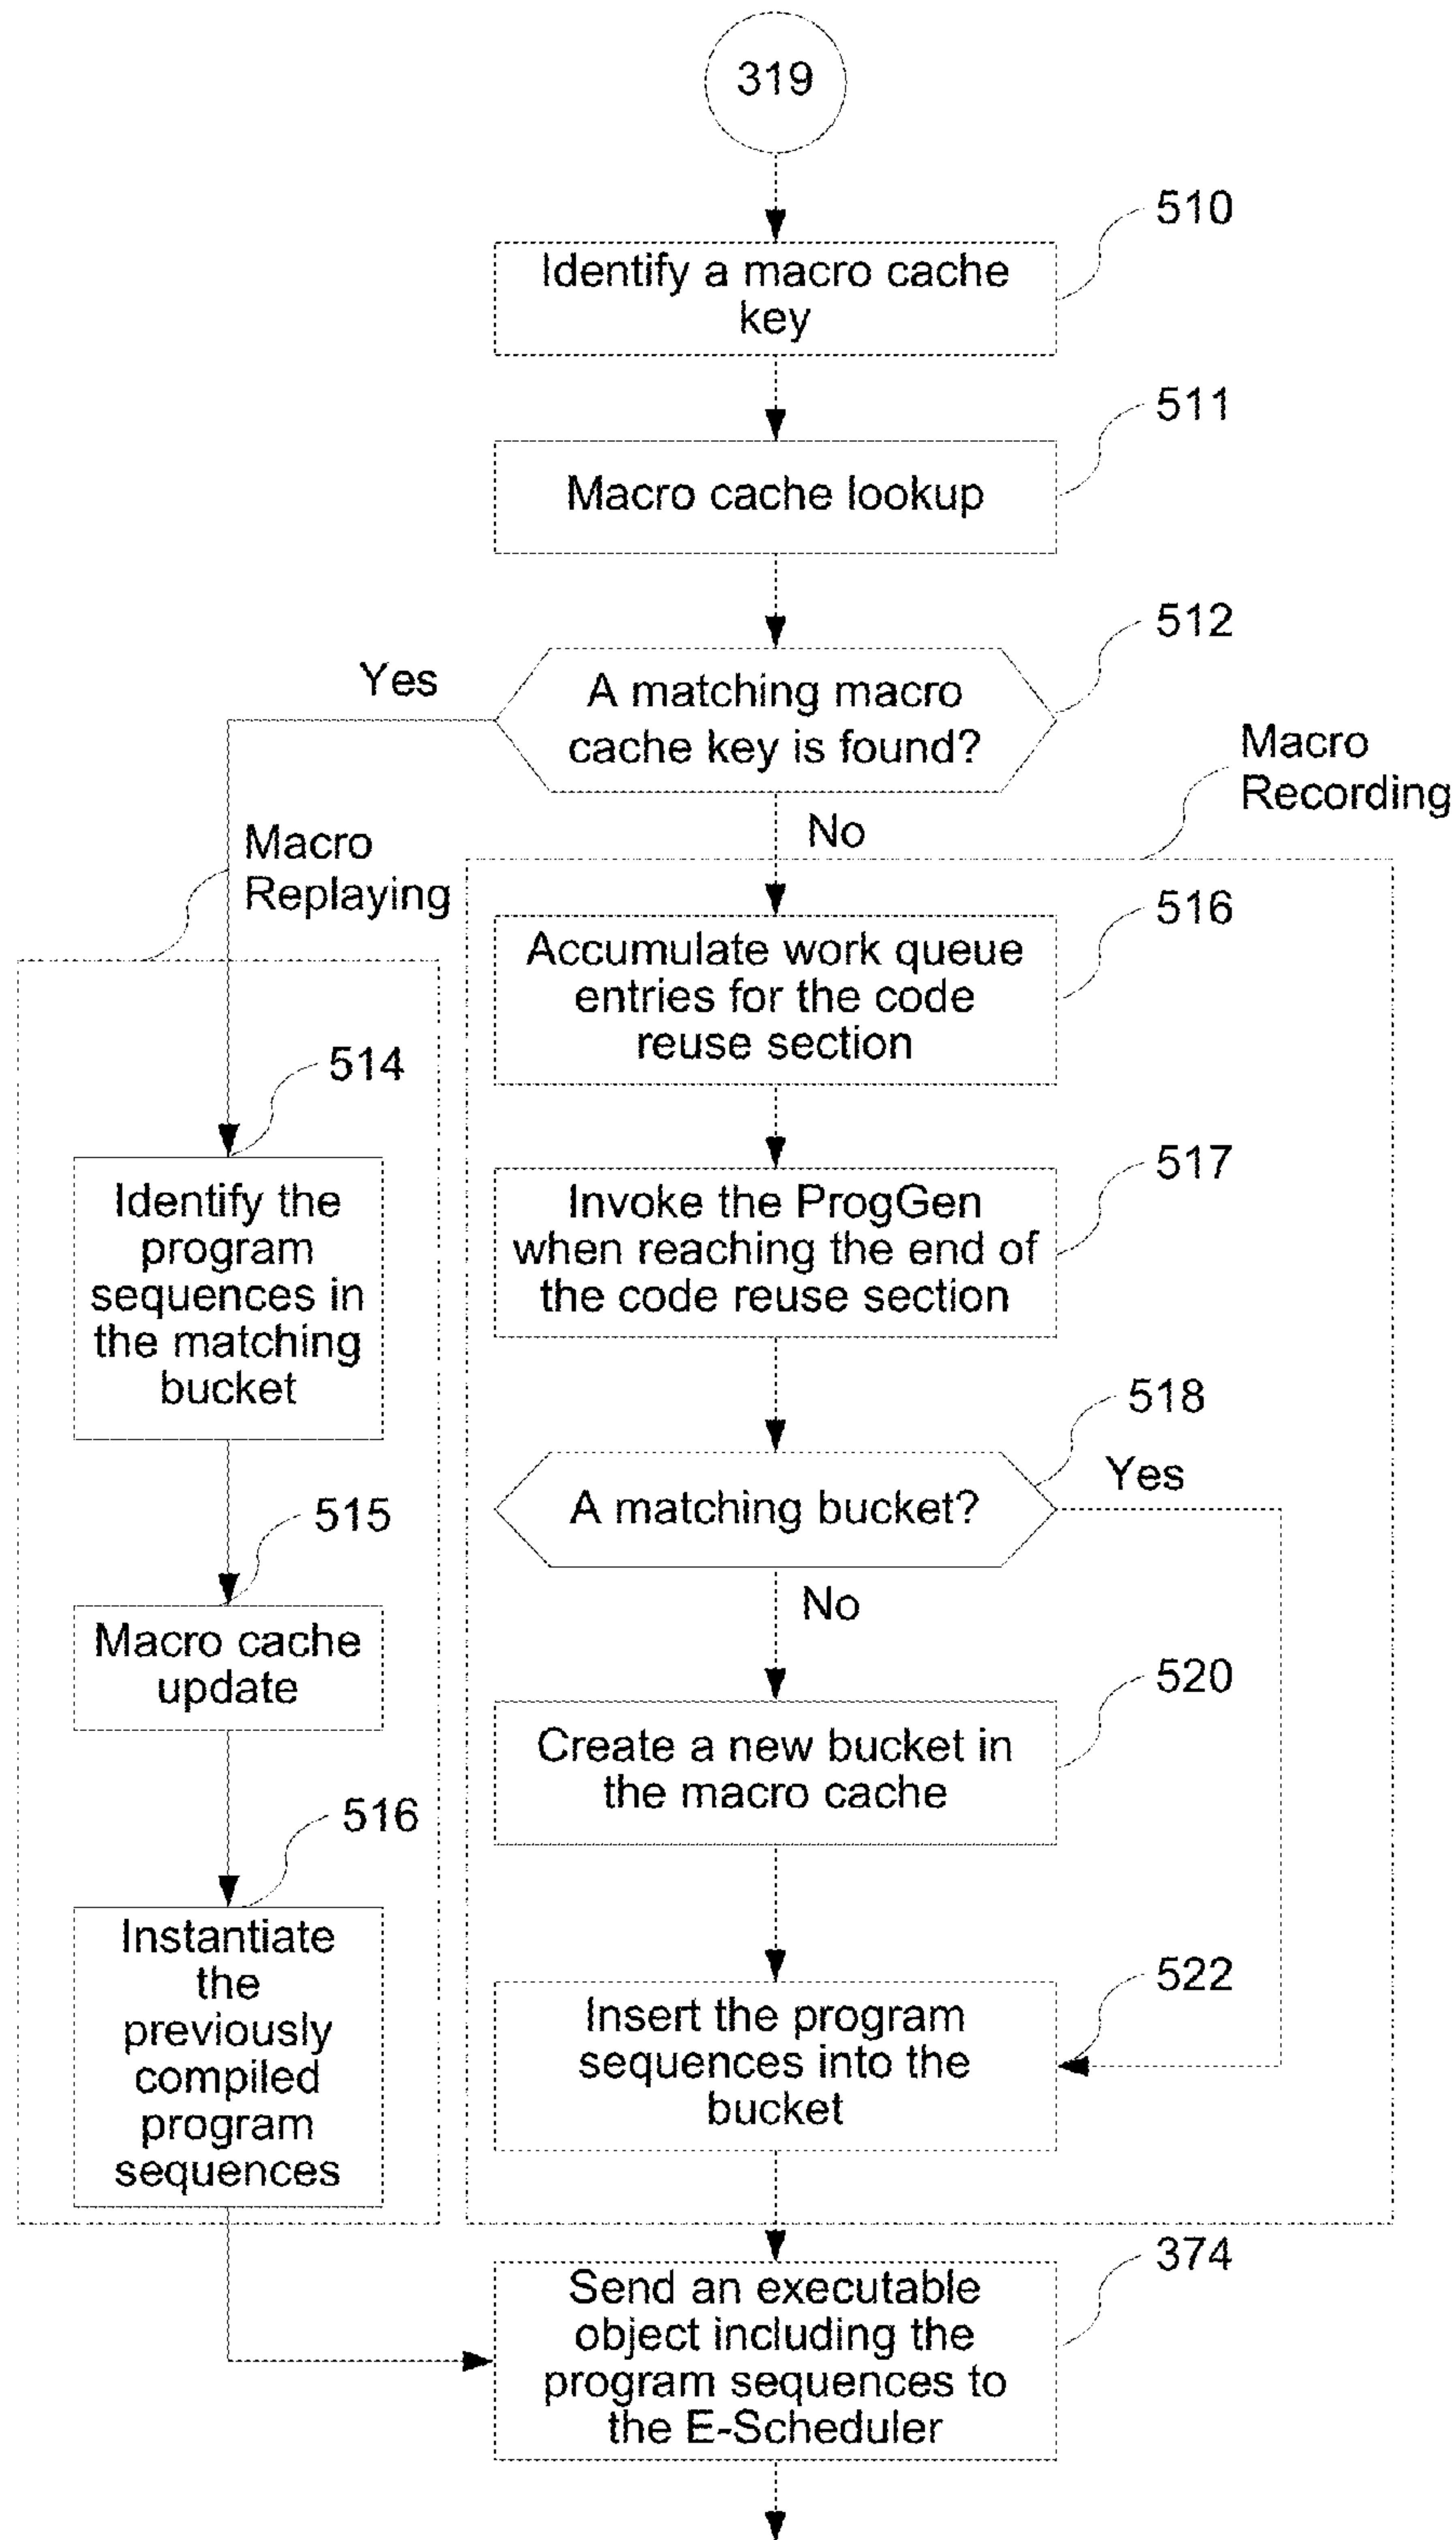 319
510
Identify a macro cache
key
511
Macro cache lookup
512
Yes
A matching macro
cache key is found?
Macro
Recording
No
Macro
Replaying
516
Accumulate work queue
entries for the code
reuse section
514
Identify the
program
sequences in
the matching
bucket
517
Invoke the ProgGen
when reaching the end of
the code reuse section
518
A matching bucket?
Yes
No
515
Macro cache
update
520
Create a new bucket in
the macro cache
516
Instantiate
the
previously
compiled
program
sequences
522
Insert the program
sequences into the
bucket
374
Send an executable
object including the
program sequences to
the E-Scheduler